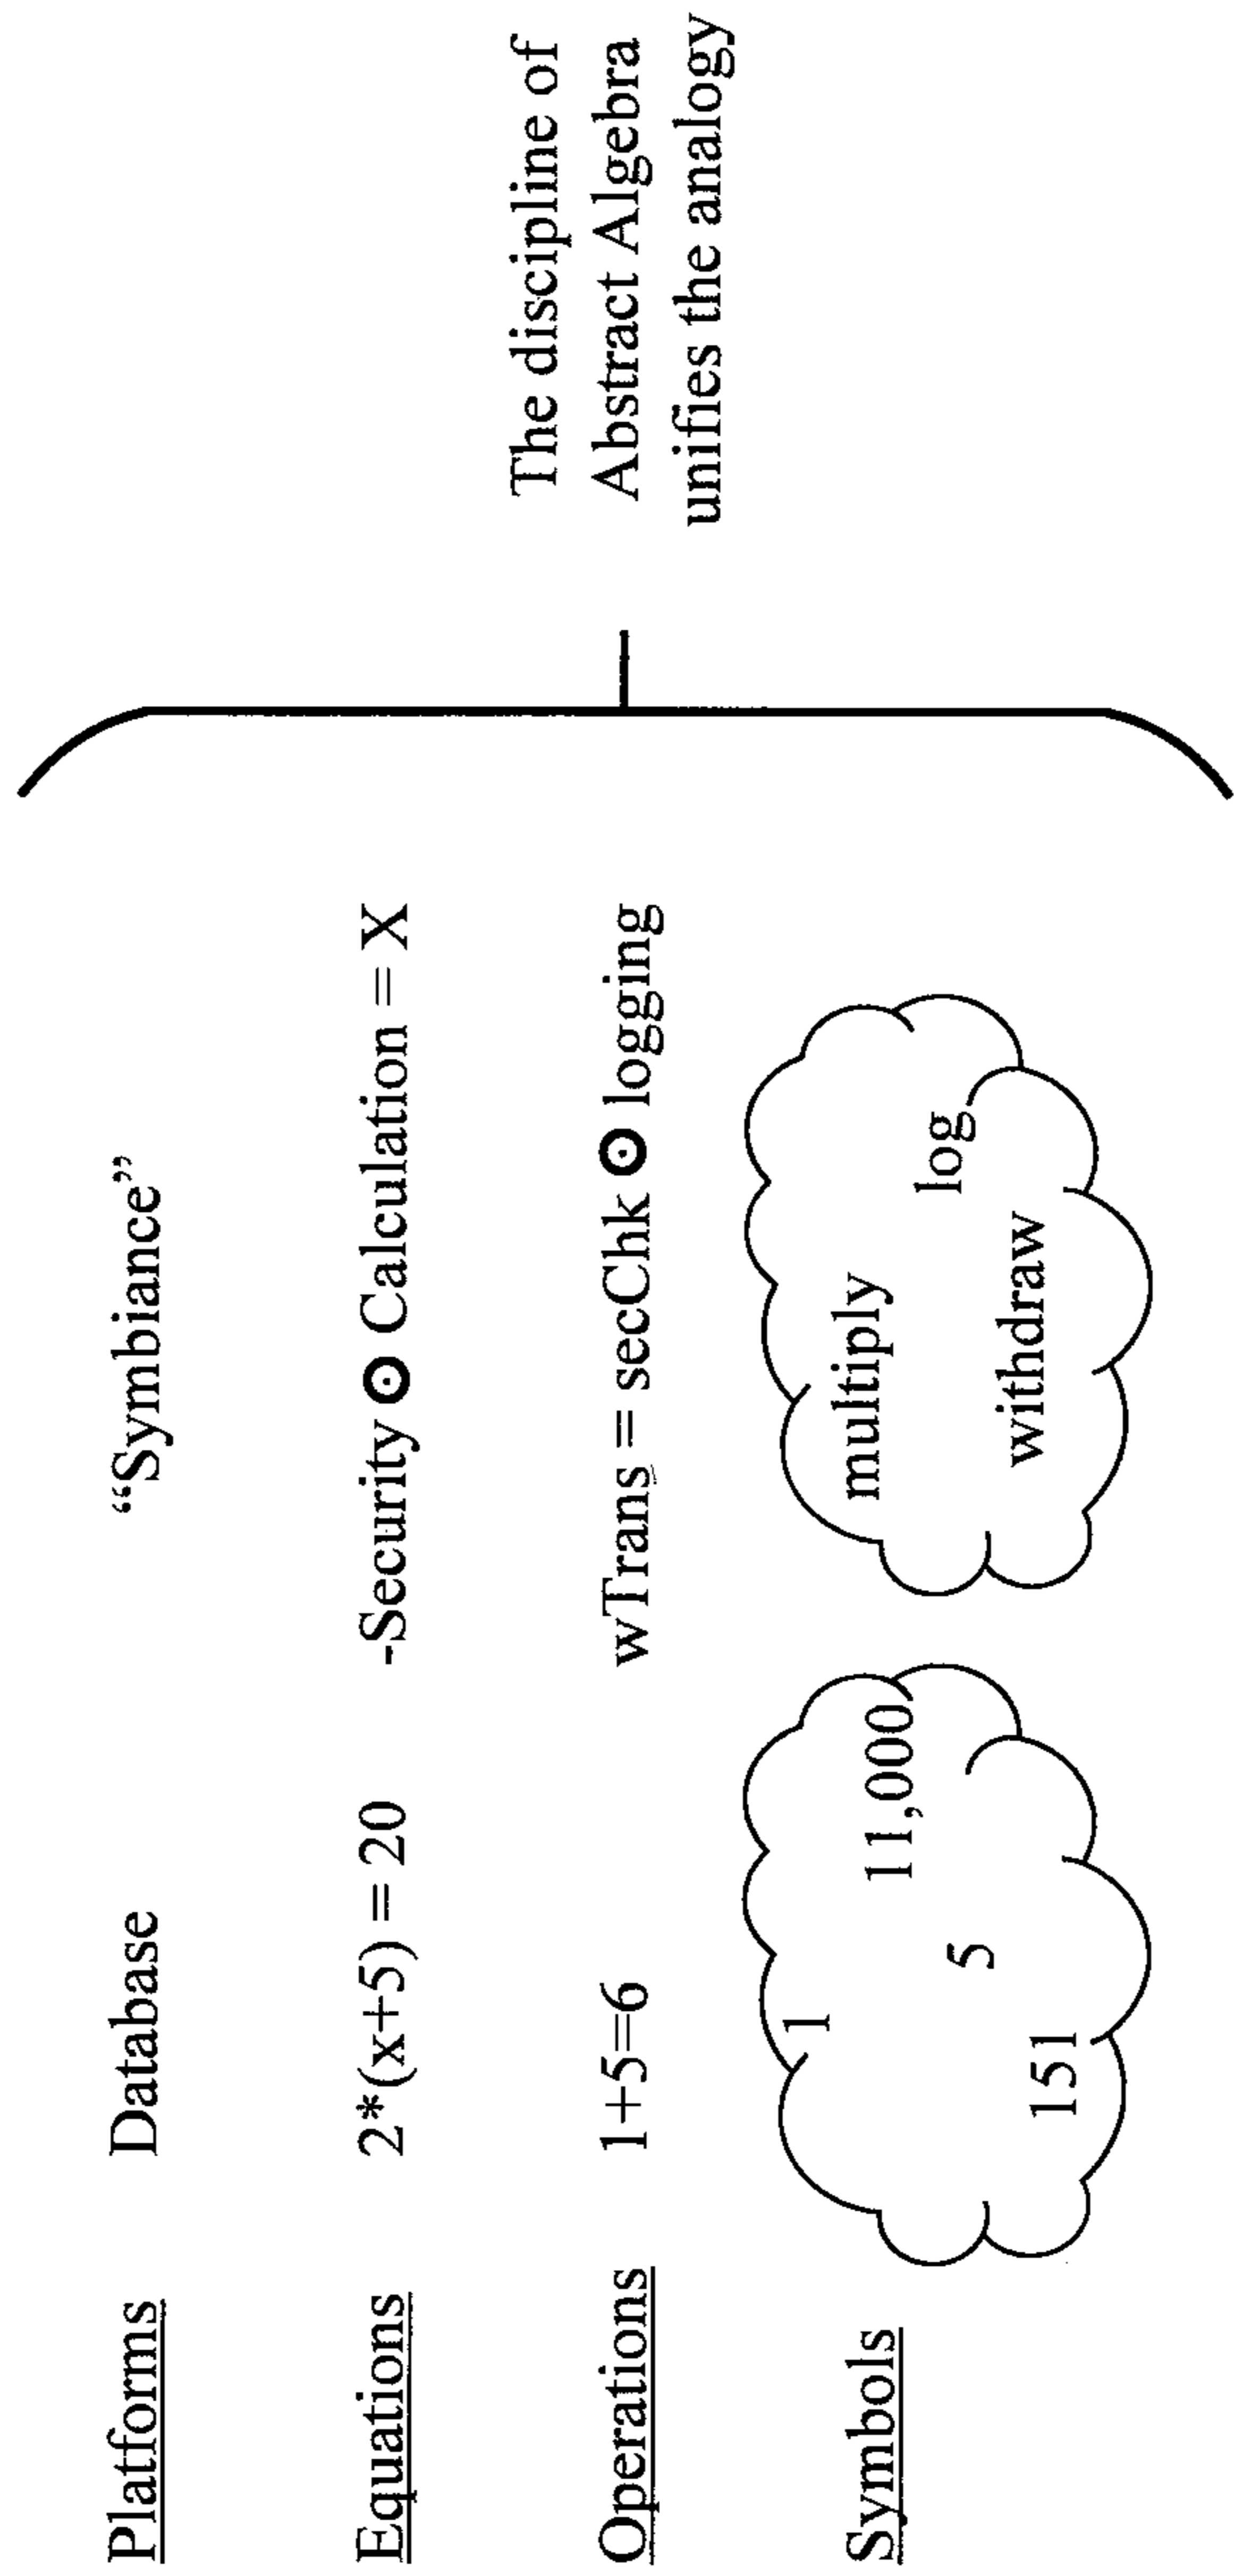 Platforms Database “Symbiance”
Equations 2*(x+5) = 20 -Security ⊙ Calculation = X
Operations 1+5=6 wTrans = secChk ⊙ logging
Symbols
1
11,000
5
151
multiply
log
withdraw
The discipline of
Abstract Algebra
unifies the analogy